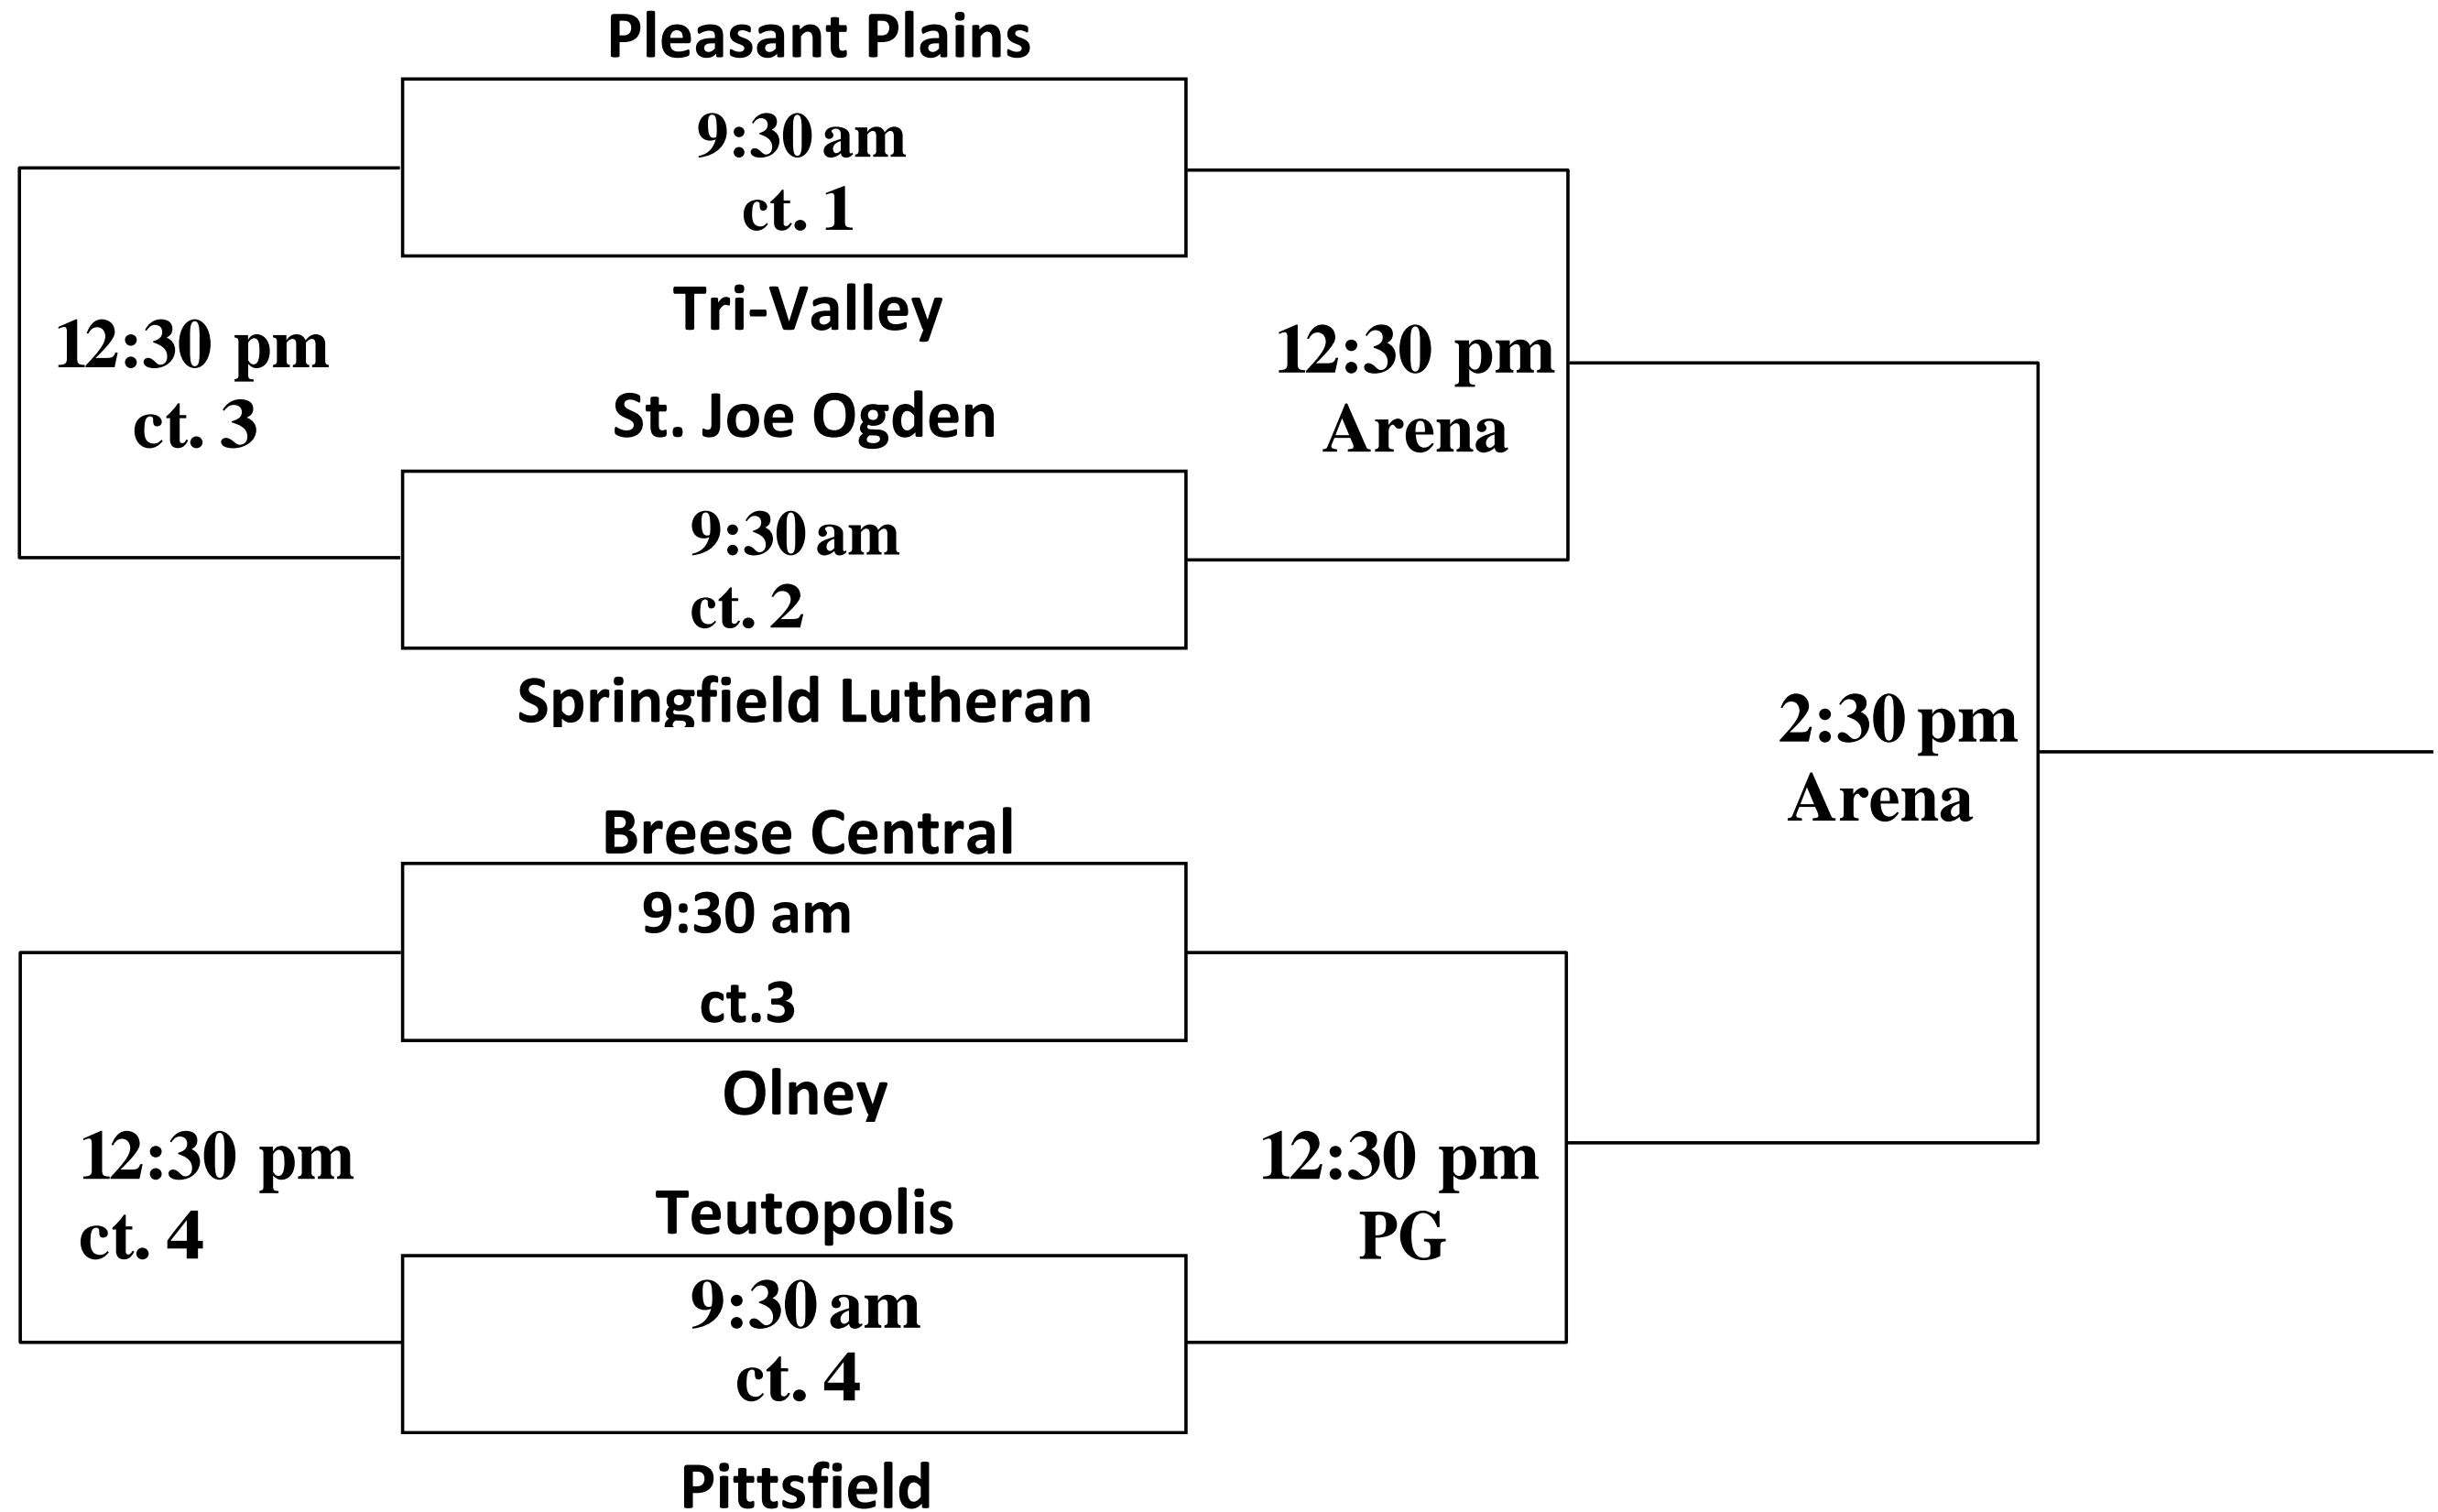 Pleasant Plains
9:30 am
ct. 1
Tri-Valley
12:30 pm
ct. 3
12:30 pm
Arena
St. Joe Ogden
9:30 am
ct. 2
Springfield Lutheran
2:30 pm
Arena
Breese Central
9:30 am
ct.3
Olney
12:30 pm
ct. 4
12:30 pm
PG
Teutopolis
9:30 am
ct. 4
Pittsfield